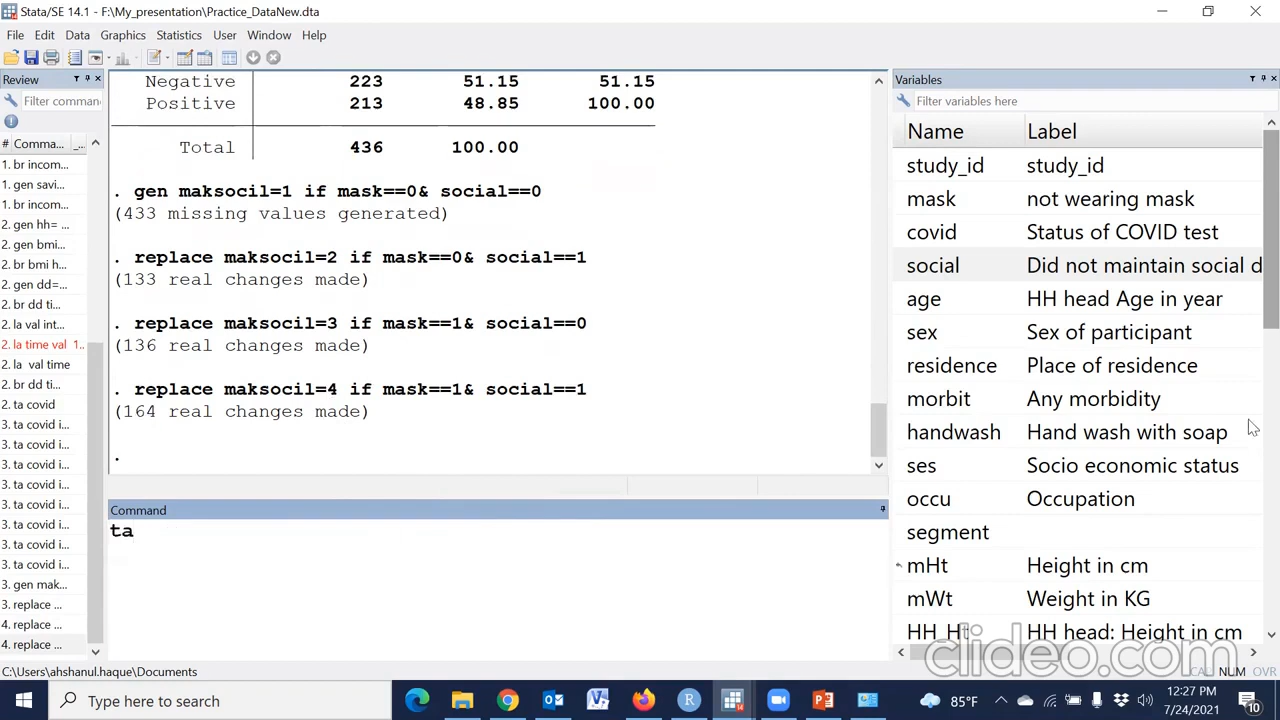 Stata/SE 14.1 - F:\My_presentation\Practice_DataNew.dta
File Edit Data Graphics Statistics User Window Help
Review
Filter comman
# Comma... _...
1. br incom...
1. gen savi...
1. br incom...
2. gen hh= ...
2. gen bmi...
2. br bmi h...
2. gen dd=...
2. br dd ti...
2. la val int...
2. la time val 1..
2. la val time
2. br dd ti...
2. ta covid
3. ta covid i...
3. ta covid i...
3. ta covid i...
3. ta covid i...
3. ta covid i...
3. ta covid i...
3. ta covid i...
3. ta covid i...
3. gen mak...
3. replace ...
4. replace ...
4. replace ...
Negative 223 51.15 51.15
Positive 213 48.85 100.00
Total 436 100.00
. gen maksocil=1 if mask==0& social==0
(433 missing values generated)
. replace maksocil=2 if mask==0& social==1
(133 real changes made)
. replace maksocil=3 if mask==1& social==0
(136 real changes made)
. replace maksocil=4 if mask==1& social==1
(164 real changes made)
.
Command
ta
Variables
Filter variables here
Name Label
study_id study_id
mask not wearing mask
covid Status of COVID test
social Did not maintain social d
age HH head Age in year
sex Sex of participant
residence Place of residence
morbit Any morbidity
handwash Hand wash with soap
ses Socio economic status
occu Occupation
segment
mHt Height in cm
mWt Weight in KG
HH_Ht HH head: Height in cm
clideo.com
C:\Users\ahshanul.haque\Documents
CAP NUM OVR
Type here to search
85°F
12:27 PM
7/24/2021
10